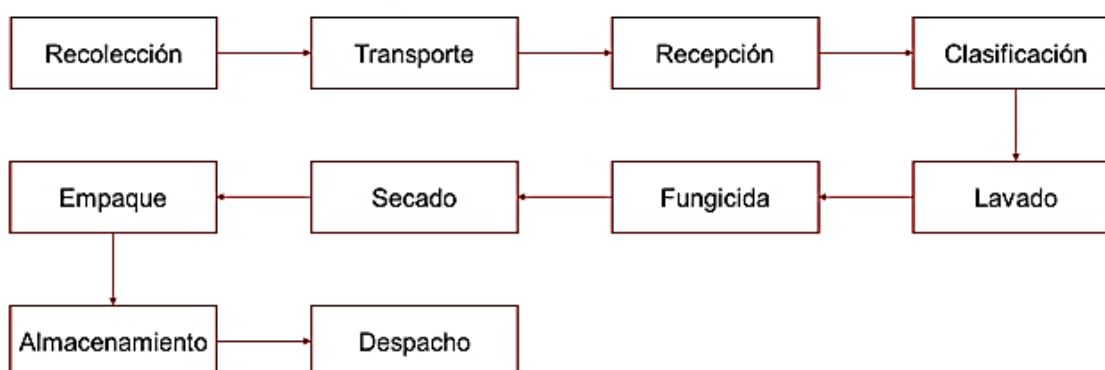 Recolección
Transporte
Recepción
Clasificación
Lavado
Fungicida
Secado
Empaque
Almacenamiento
Despacho